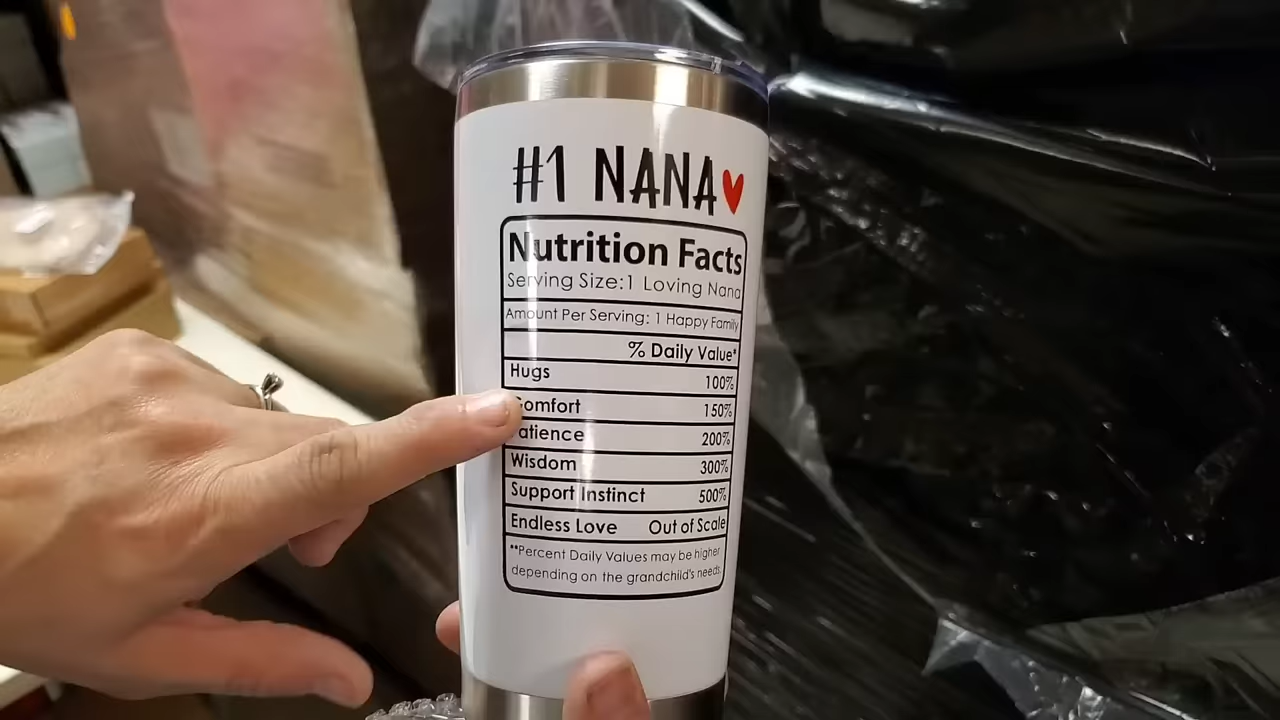 #1 NANA
Nutrition Facts
Serving Size:1 Loving Nana
Amount Per Serving: 1 Happy Family
% Daily Value*
Hugs 100%
Comfort 150%
Patience 200%
Wisdom 300%
Support Instinct 500%
Endless Love Out of Scale
**Percent Daily Values may be higher
depending on the grandchild's needs.